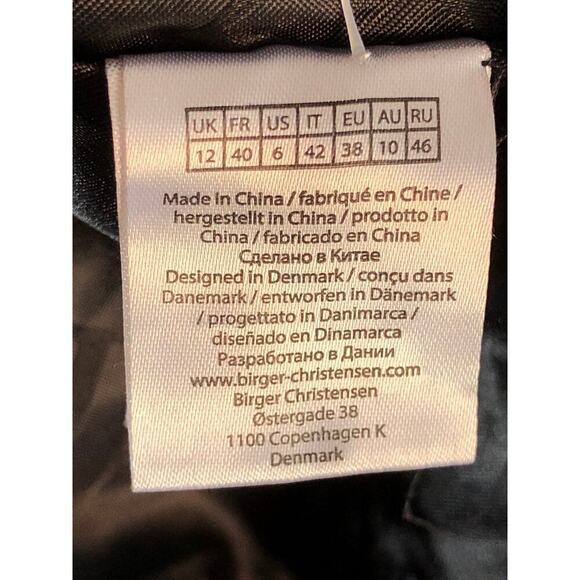 UK FR US IT EU AU RU
12 40 6 42 38 10 46
Made in China / fabriqué en Chine /
hergestellt in China / prodotto in
China / fabricado en China
Сделано в Китае
Designed in Denmark / conçu dans
Danemark / entworfen in Dänemark
/ progettato in Danimarca /
diseñado en Dinamarca
Разработано в Дании
www.birger-christensen.com
Birger Christensen
Østergade 38
1100 Copenhagen K
Denmark